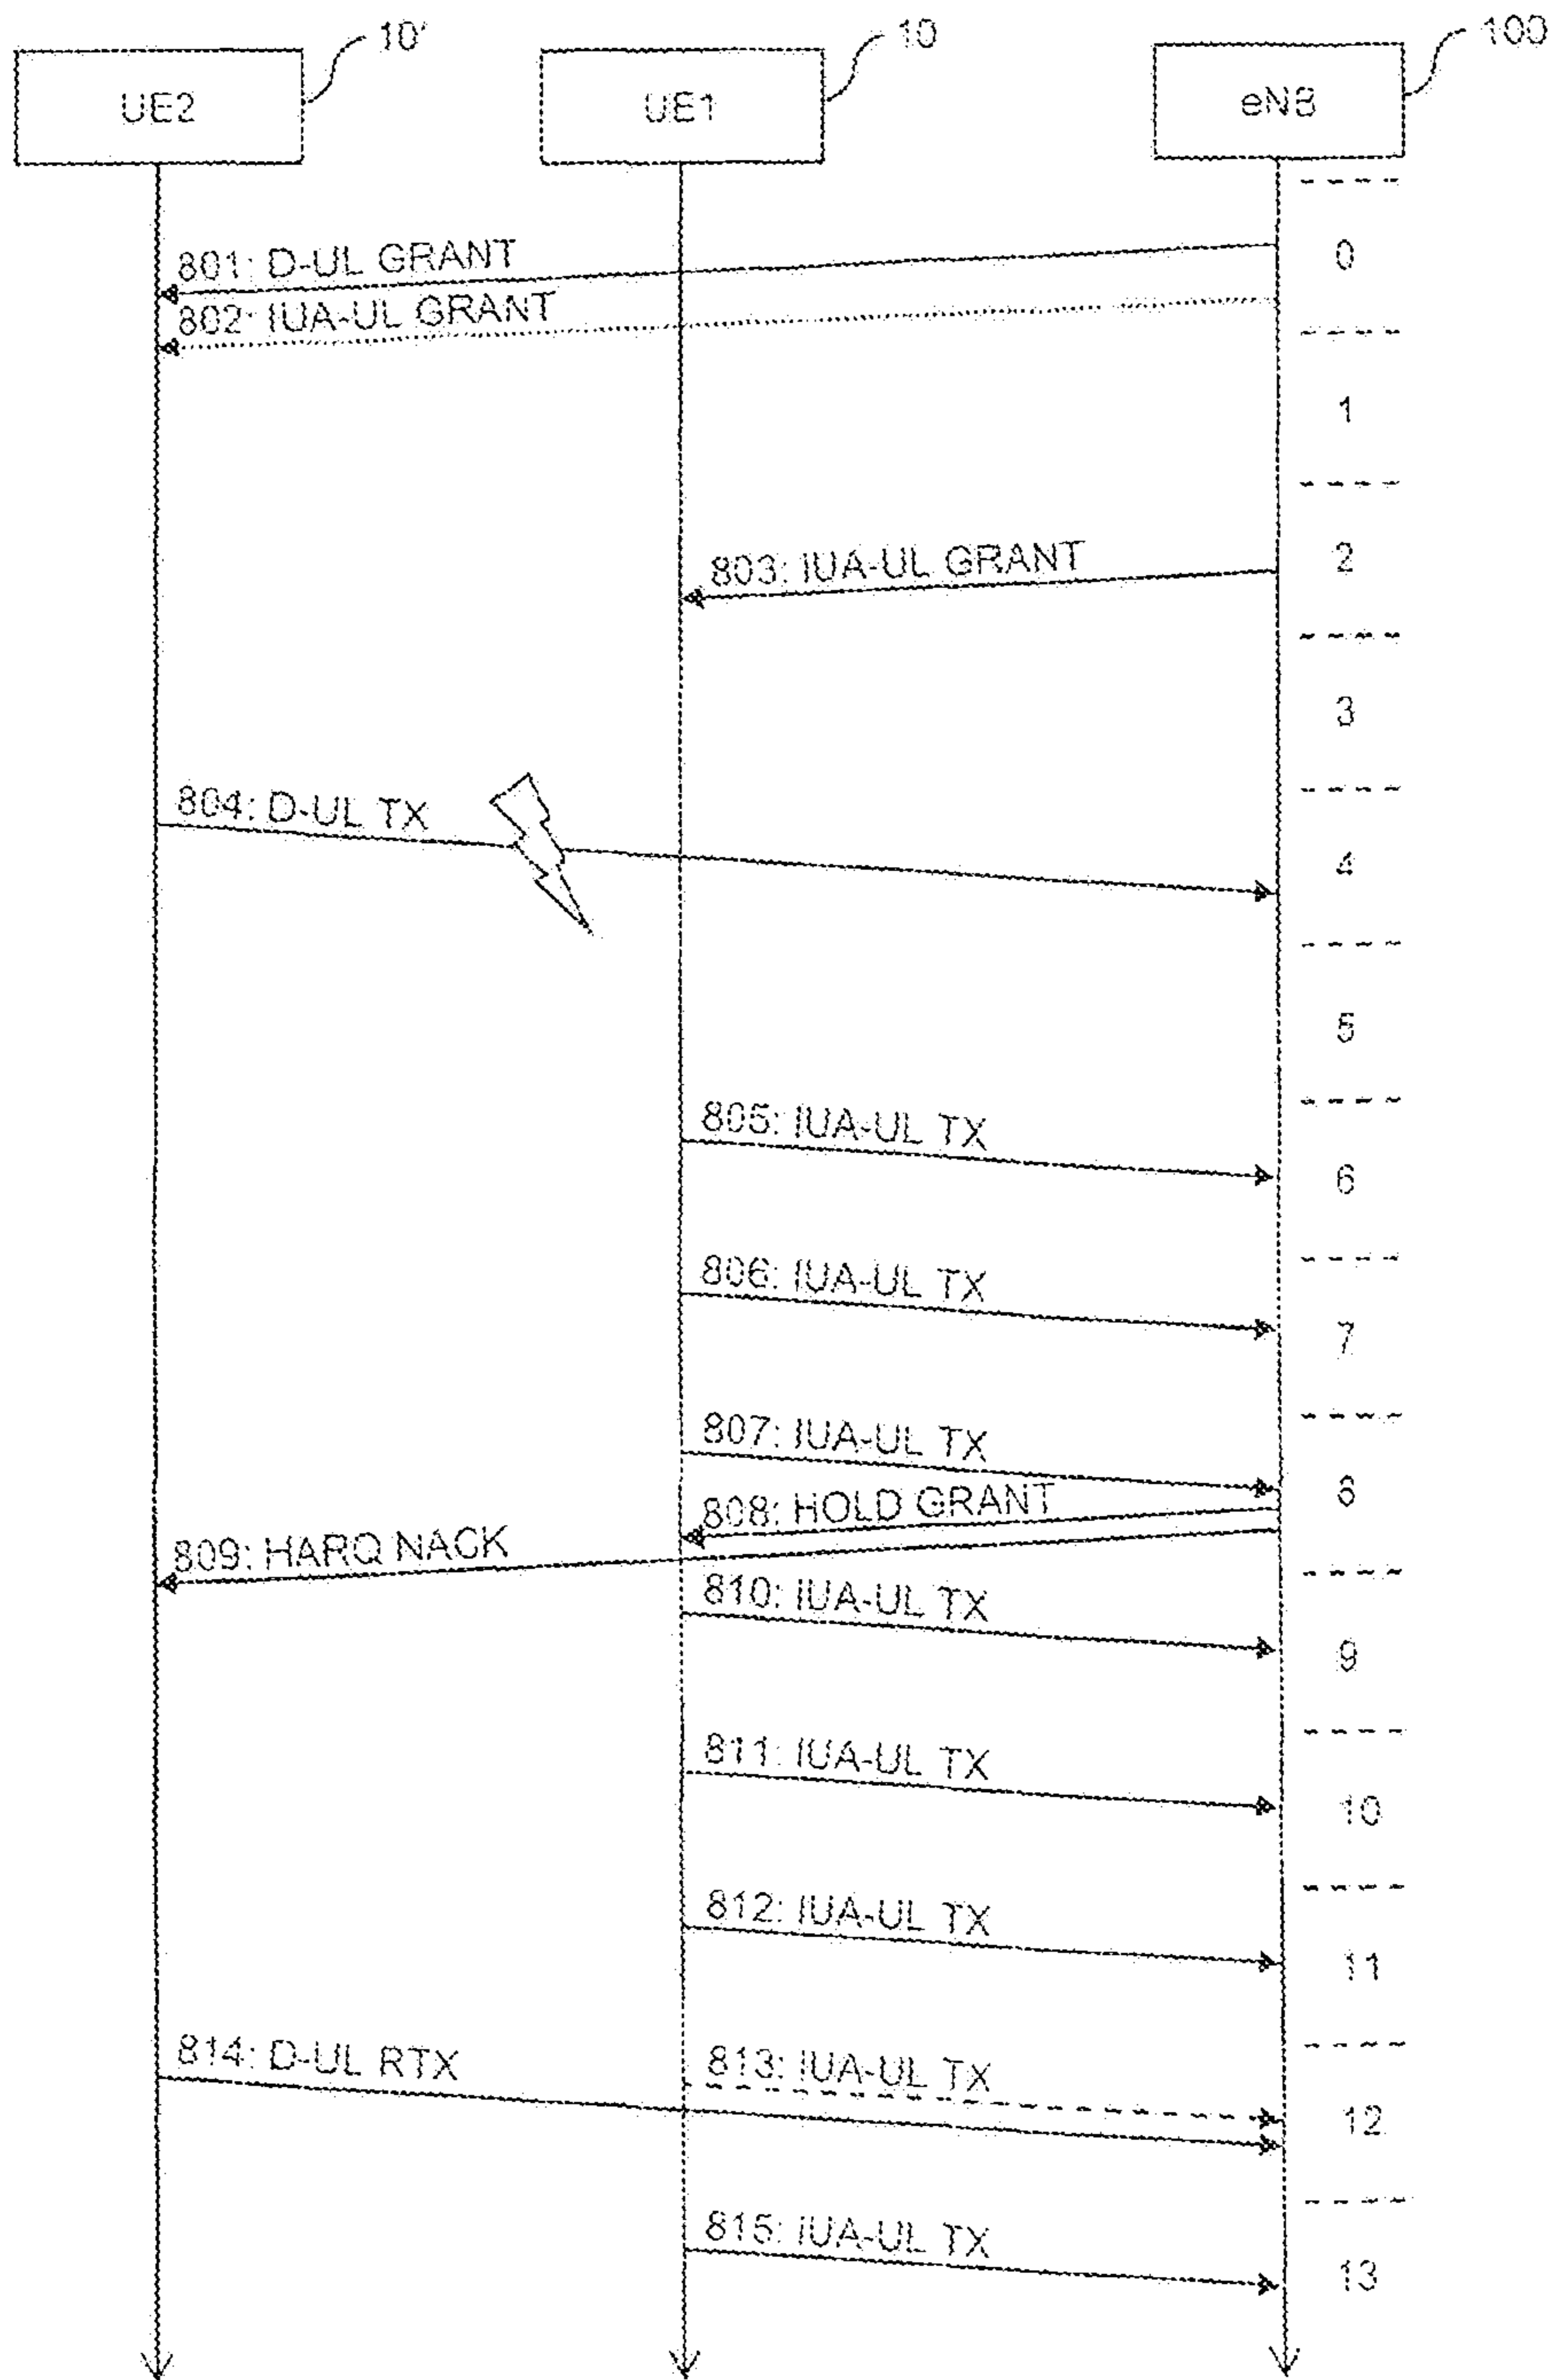 10' 10 100
UE2 UE1 eNB
801: D-UL GRANT
0
802: IUA-UL GRANT
1
803: IUA-UL GRANT
2
3
804: D-UL TX
4
5
805: IUA-UL TX
6
806: IUA-UL TX
7
807: IUA-UL TX
8
808: HOLD GRANT
809: HARQ NACK
810: IUA-UL TX
9
811: IUA-UL TX
10
812: IUA-UL TX
11
814: D-UL RTX
813: IUA-UL TX
12
815: IUA-UL TX
13